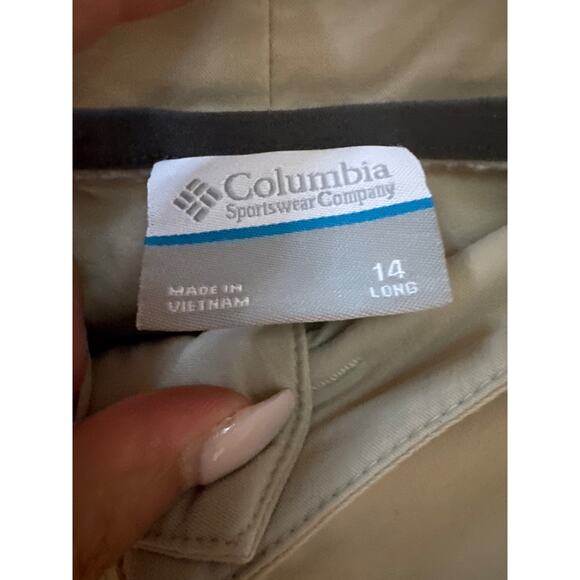 Columbia
Sportswear Company
MADE IN
VIETNAM
14
LONG